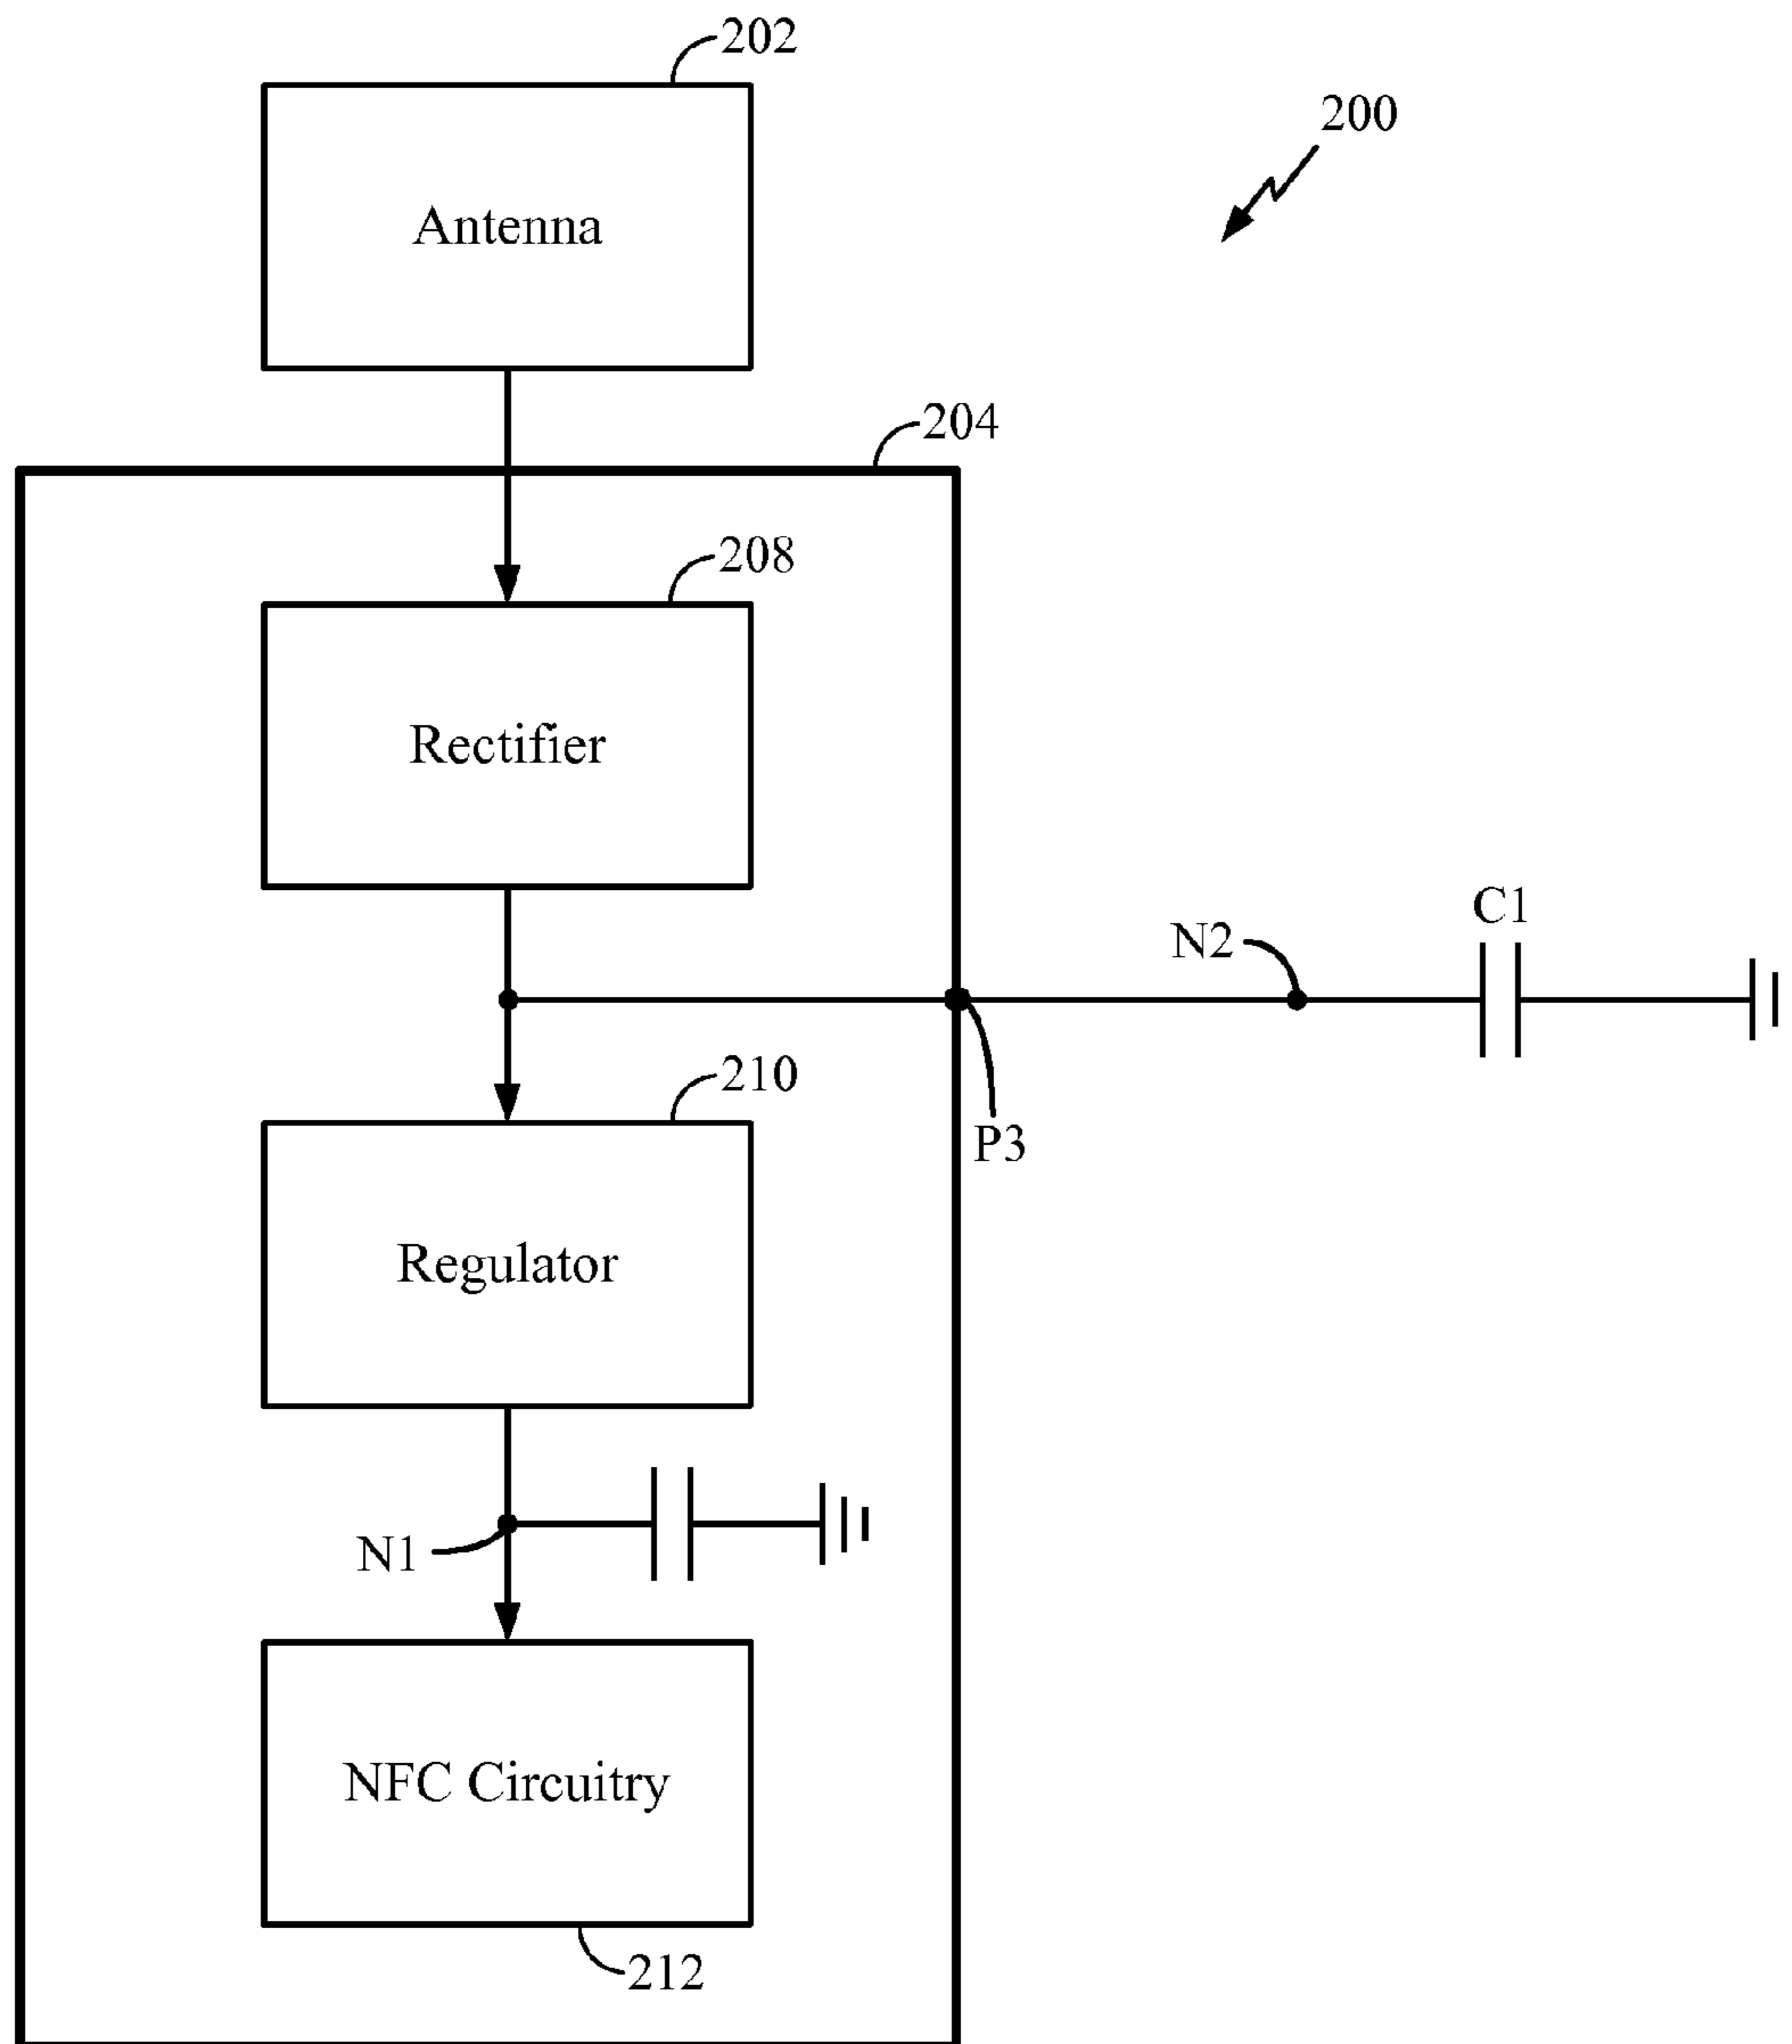 202
200
Antenna
204
208
Rectifier
C1
N2
210
P3
Regulator
N1
NFC Circuitry
212